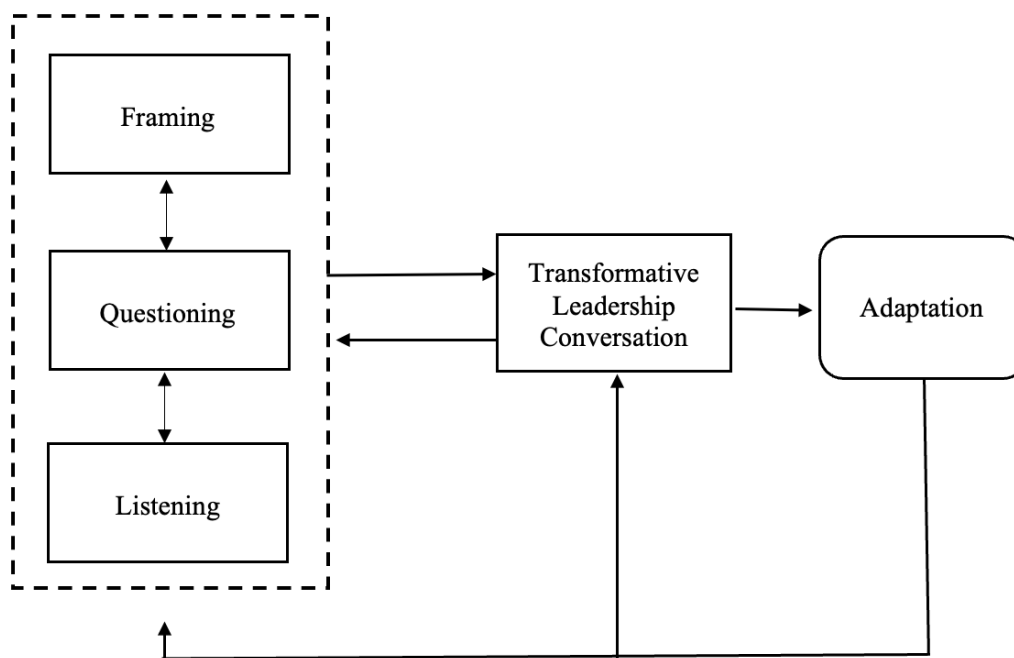 Framing
Questioning
Listening
Transformative
Leadership
Conversation
Adaptation